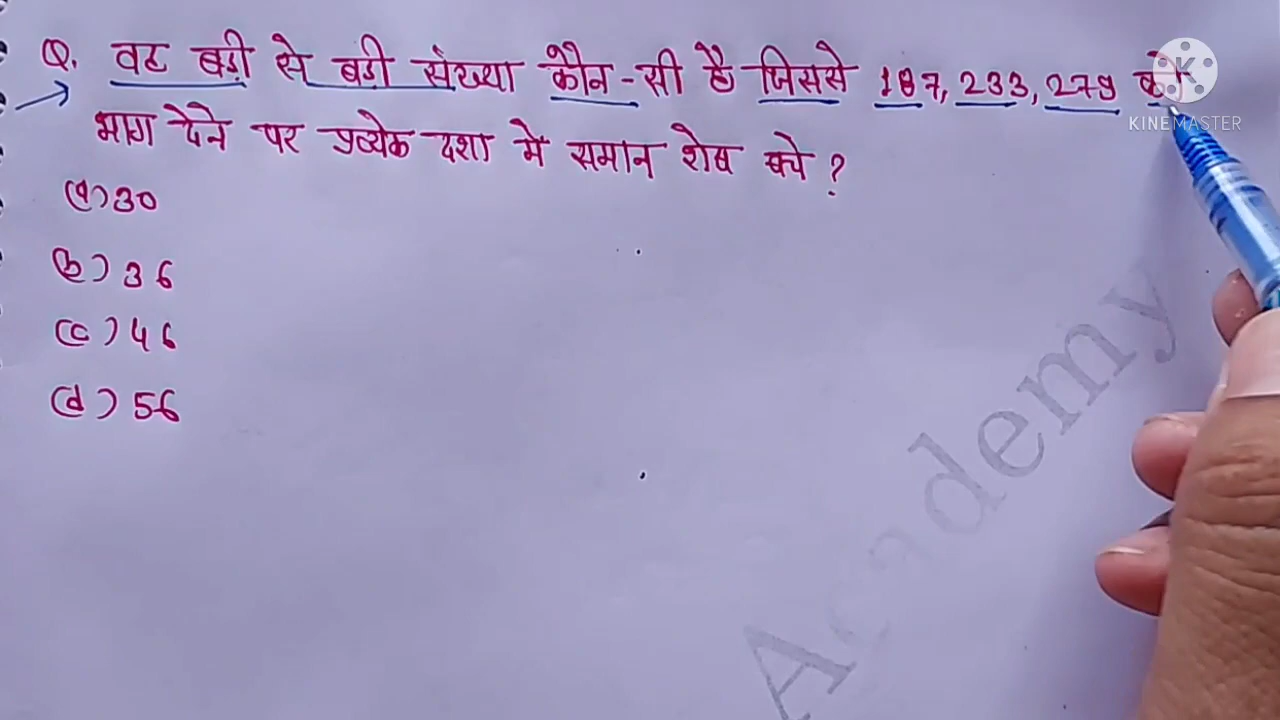 Q. वह बड़ी से बड़ी संख्या कौन-सी है जिससे 187, 233, 279 को
भाग देने पर प्रत्येक दशा में समान शेष बचे ?
(a) 30
(b) 36
(c) 46
(d) 56
K
KINEMASTER
Academy